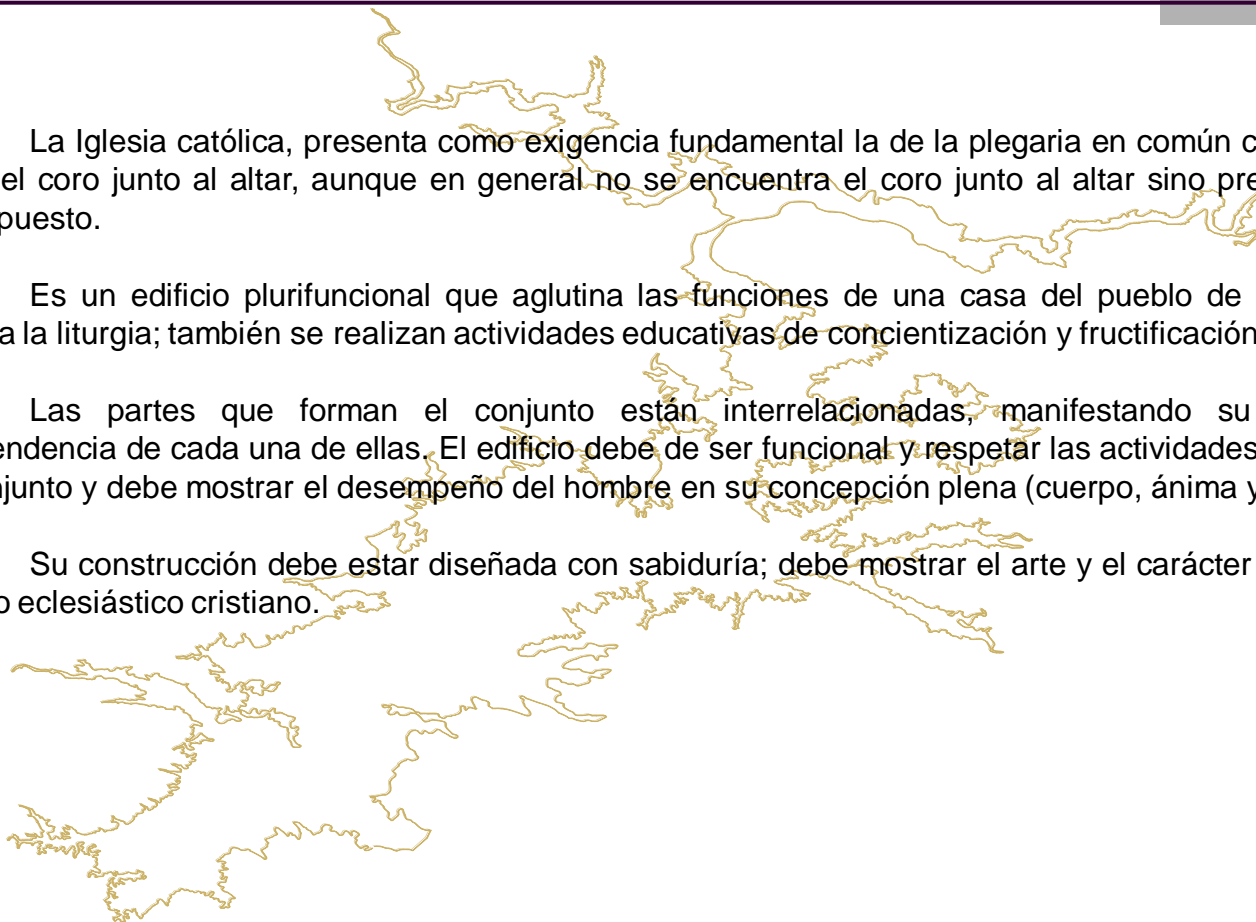 La Iglesia católica, presenta como exigencia fundamental la de la plegaria en común c
el coro junto al altar, aunque en general no se encuentra el coro junto al altar sino pre
puesto.
Es un edificio plurifuncional que aglutina las funciones de una casa del pueblo de
a la liturgia; también se realizan actividades educativas de concientización y fructificación
Las partes que forman el conjunto están interrelacionadas, manifestando su
endencia de cada una de ellas. El edificio debe de ser funcional y respetar las actividades
njunto y debe mostrar el desempeño del hombre en su concepción plena (cuerpo, ánima y
Su construcción debe estar diseñada con sabiduría; debe mostrar el arte y el carácter
o eclesiástico cristiano.